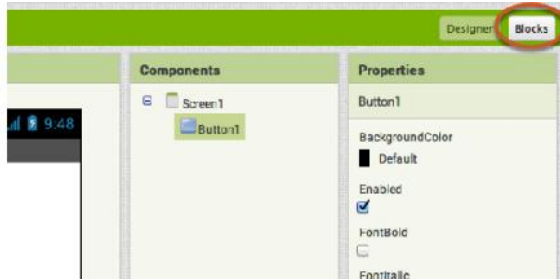 Designer Blocks
Components
Properties
Screen1
Button1
Button1
9:48
BackgroundColor
Default
Enabled
FontBold
FontItalic